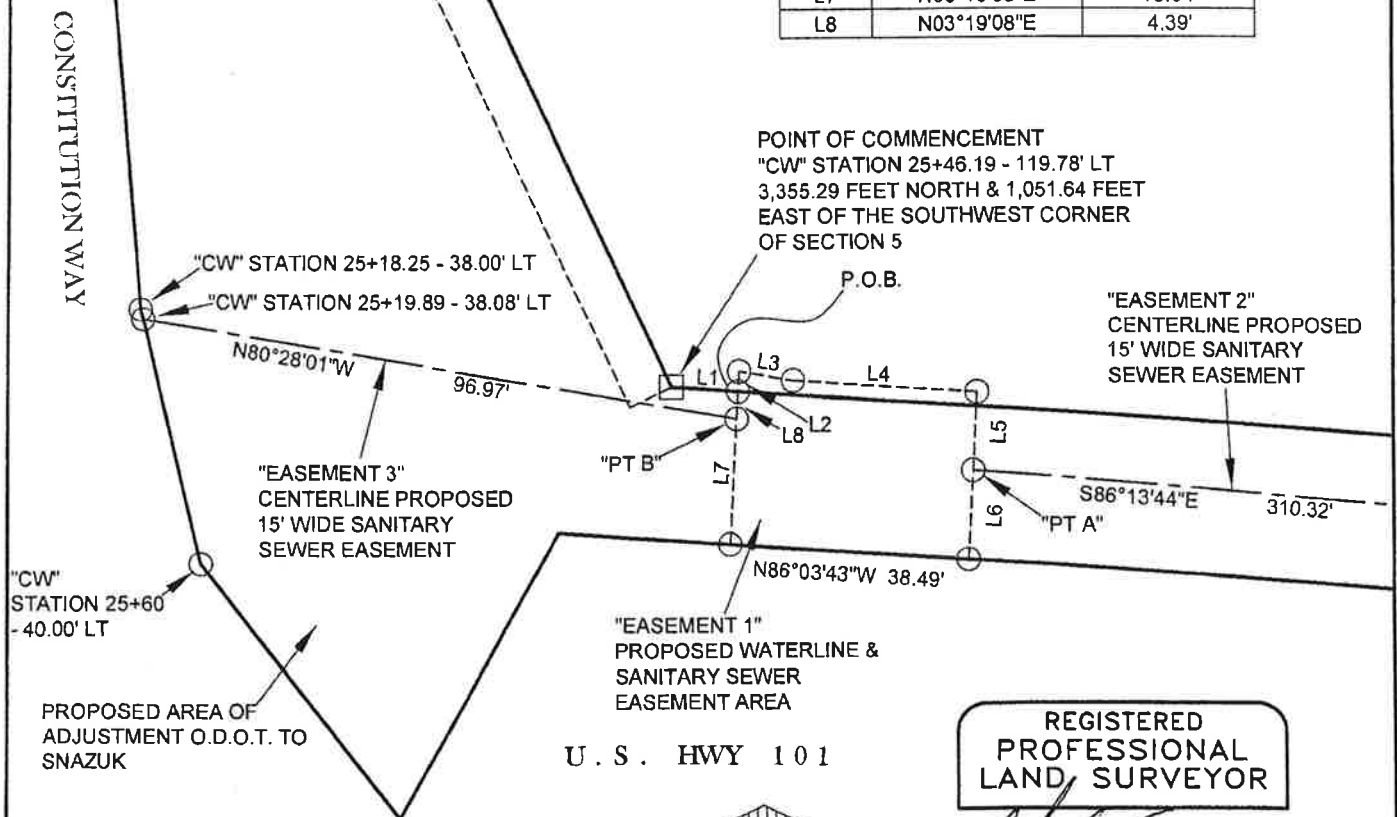 L8 N03°19'08"E 4.39'
CONSTITUTION WAY
POINT OF COMMENCEMENT
"CW" STATION 25+46.19 - 119.78' LT
3,355.29 FEET NORTH & 1,051.64 FEET
EAST OF THE SOUTHWEST CORNER
OF SECTION 5
"CW" STATION 25+18.25 - 38.00' LT
"CW" STATION 25+19.89 - 38.08' LT
P.O.B.
"EASEMENT 2"
CENTERLINE PROPOSED
15' WIDE SANITARY
SEWER EASEMENT
N80°28'01"W
96.97'
L1
L3
L4
L2
L8
L5
"PT B"
L7
"EASEMENT 3"
CENTERLINE PROPOSED
15' WIDE SANITARY
SEWER EASEMENT
S86°13'44"E
310.32'
L6
"PT A"
N86°03'43"W 38.49'
"CW"
STATION 25+60
- 40.00' LT
"EASEMENT 1"
PROPOSED WATERLINE &
SANITARY SEWER
EASEMENT AREA
PROPOSED AREA OF
ADJUSTMENT O.D.O.T. TO
SNAZUK
U.S. HWY 101
REGISTERED
PROFESSIONAL
LAND SURVEYOR